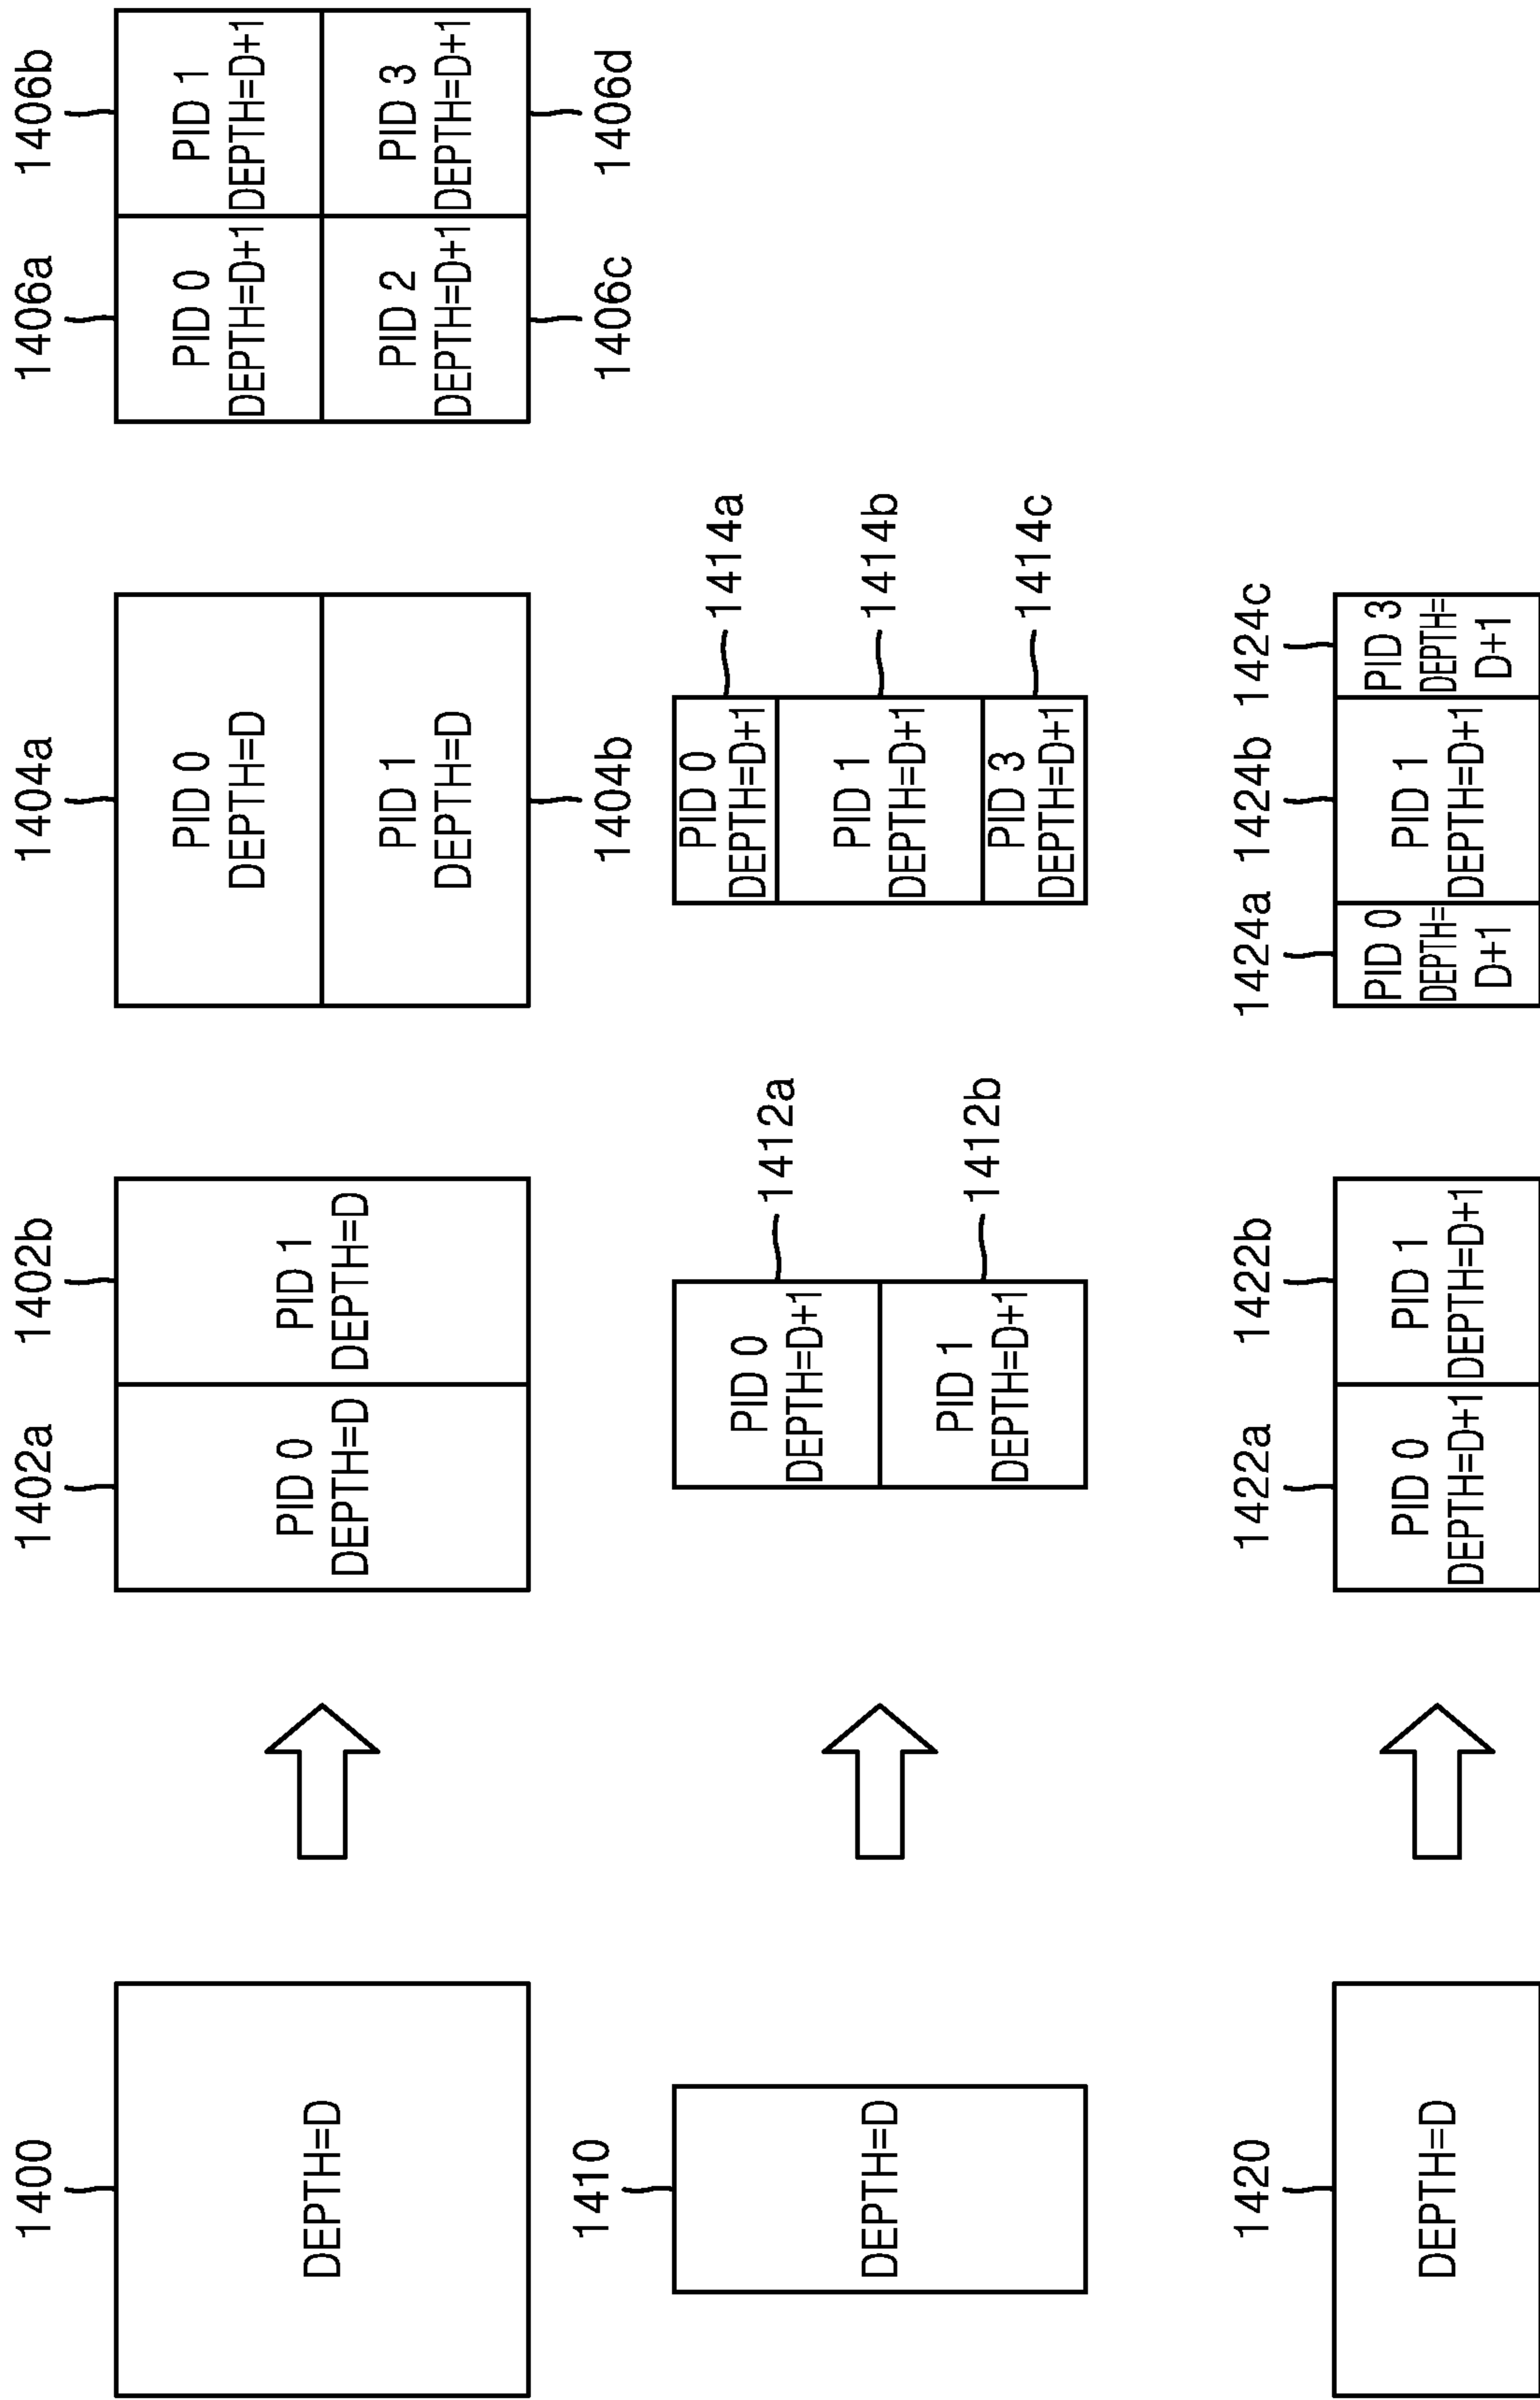 1400
DEPTH=D
1402a
1402b
PID 0
DEPTH=D
PID 1
DEPTH=D
1404a
PID 0
DEPTH=D
PID 1
DEPTH=D
1404b
1406a
1406b
PID 0
DEPTH=D+1
PID 1
DEPTH=D+1
PID 2
DEPTH=D+1
PID 3
DEPTH=D+1
1406c
1406d
1410
DEPTH=D
PID 0
DEPTH=D+1
1412a
PID 1
DEPTH=D+1
1412b
PID 0
DEPTH=D+1
1414a
PID 1
DEPTH=D+1
1414b
PID 3
DEPTH=D+1
1414c
1420
DEPTH=D
1422a
1422b
PID 0
DEPTH=D+1
PID 1
DEPTH=D+1
1424a
1424b
1424c
PID 0
DEPTH=
D+1
PID 1
DEPTH=D+1
PID 3
DEPTH=
D+1